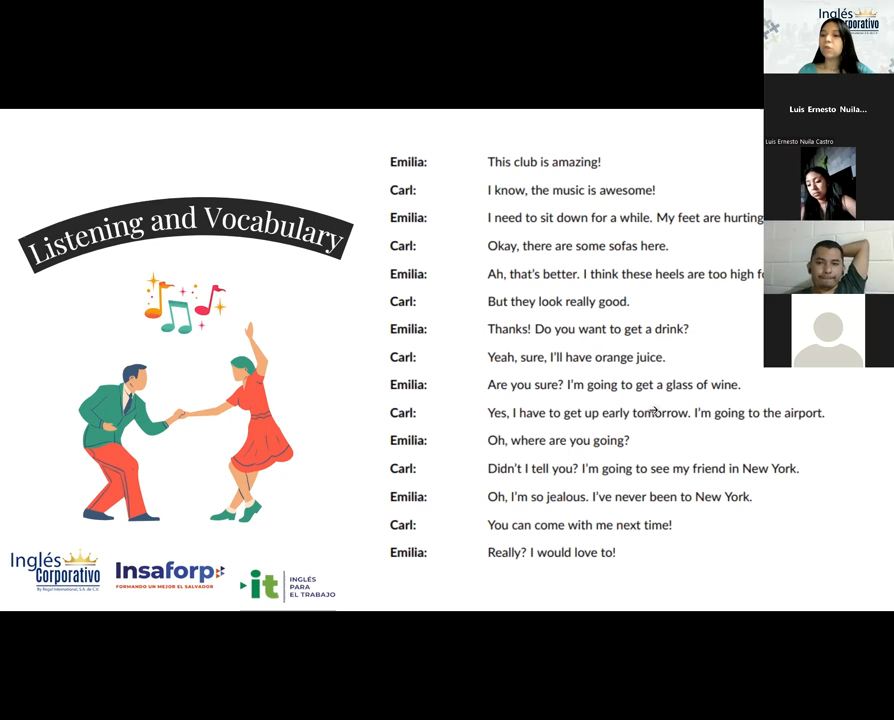 Inglés
Corporativo
Luis Ernesto Nuila...
Luis Ernesto Nuila Castro
Listening and Vocabulary
Emilia: This club is amazing!
Carl: I know, the music is awesome!
Emilia: I need to sit down for a while. My feet are hurting
Carl: Okay, there are some sofas here.
Emilia: Ah, that's better. I think these heels are too high
Carl: But they look really good.
Emilia: Thanks! Do you want to get a drink?
Carl: Yeah, sure, I'll have orange juice.
Emilia: Are you sure? I'm going to get a glass of wine.
Carl: Yes, I have to get up early tomorrow. I'm going to the airport.
Emilia: Oh, where are you going?
Carl: Didn't I tell you? I'm going to see my friend in New York.
Emilia: Oh, I'm so jealous. I've never been to New York.
Carl: You can come with me next time!
Emilia: Really? I would love to!
Inglés
Corporativo
By Regal International, S.A. de C.V.
Insaforp
FORMANDO UN MEJOR EL SALVADOR
it
INGLÉS
PARA
EL TRABAJO